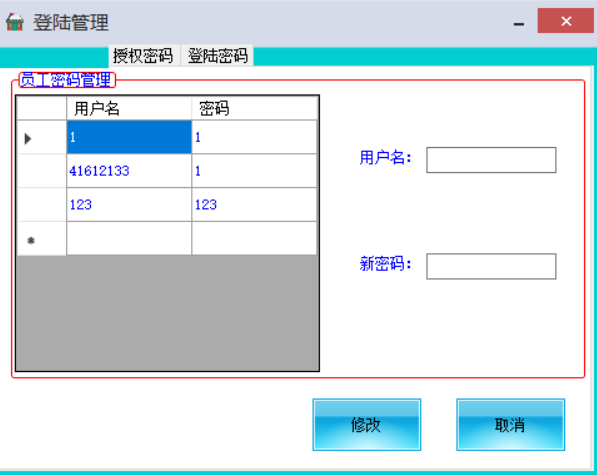 登陆管理
授权密码 登陆密码
员工密码管理
用户名 密码
1 1
41612133 1
123 123
用户名：
新密码：
修改 取消